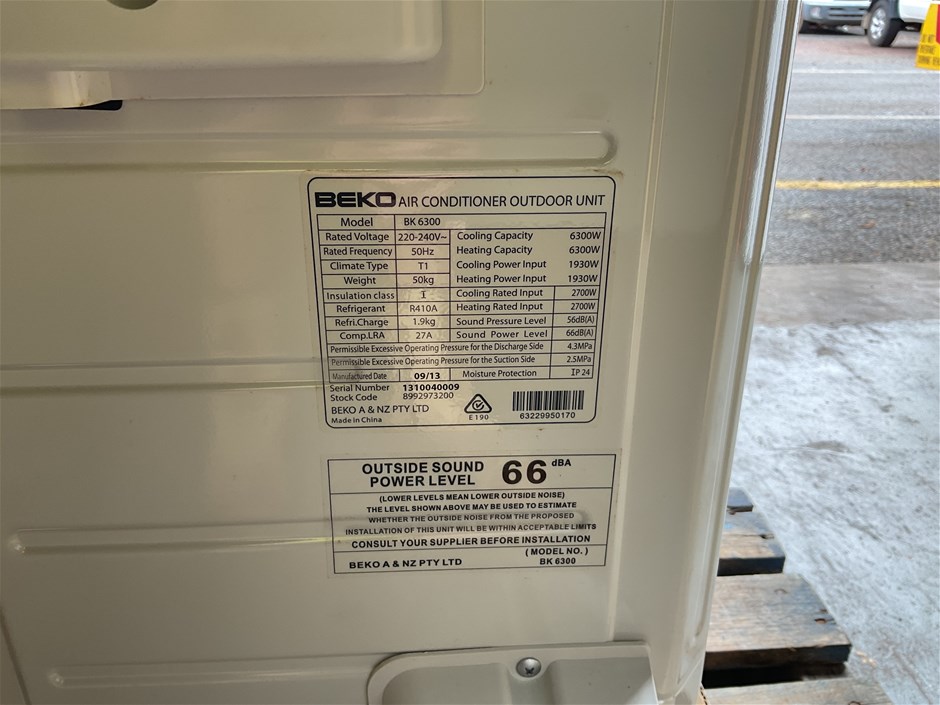 BEKO AIR CONDITIONER OUTDOOR UNIT
Model BK 6300
Rated Voltage 220-240V~ Cooling Capacity 6300W
Rated Frequency 50Hz Heating Capacity 6300W
Climate Type T1 Cooling Power Input 1930W
Weight 50kg Heating Power Input 1930W
Insulation class I Cooling Rated Input 2700W
Refrigerant R410A Heating Rated Input 2700W
Refri.Charge 1.9kg Sound Pressure Level 56dB(A)
Comp.LRA 27A Sound Power Level 66dB(A)
Permissible Excessive Operating Pressure for the Discharge Side 4.3MPa
Permissible Excessive Operating Pressure for the Suction Side 2.5MPa
Manufactured Date 09/13 Moisture Protection IP 24
Serial Number 1310040009
Stock Code 8992973200
BEKO A & NZ PTY LTD
Made in China
E190
63229950170
OUTSIDE SOUND POWER LEVEL 66 dBA
(LOWER LEVELS MEAN LOWER OUTSIDE NOISE)
THE LEVEL SHOWN ABOVE MAY BE USED TO ESTIMATE
WHETHER THE OUTSIDE NOISE FROM THE PROPOSED
INSTALLATION OF THIS UNIT WILL BE WITHIN ACCEPTABLE LIMITS
CONSULT YOUR SUPPLIER BEFORE INSTALLATION
(MODEL NO.)
BEKO A & NZ PTY LTD BK 6300